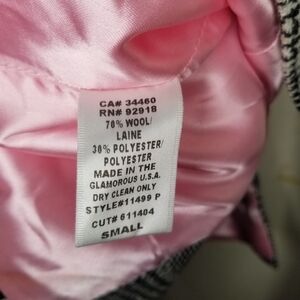 CA# 34460
RN# 92918
70% WOOL/
LAINE
30% POLYESTER/
POLYESTER
MADE IN THE
GLAMOROUS U.S.A.
DRY CLEAN ONLY
STYLE#11499 P
CUT# 611404
SMALL